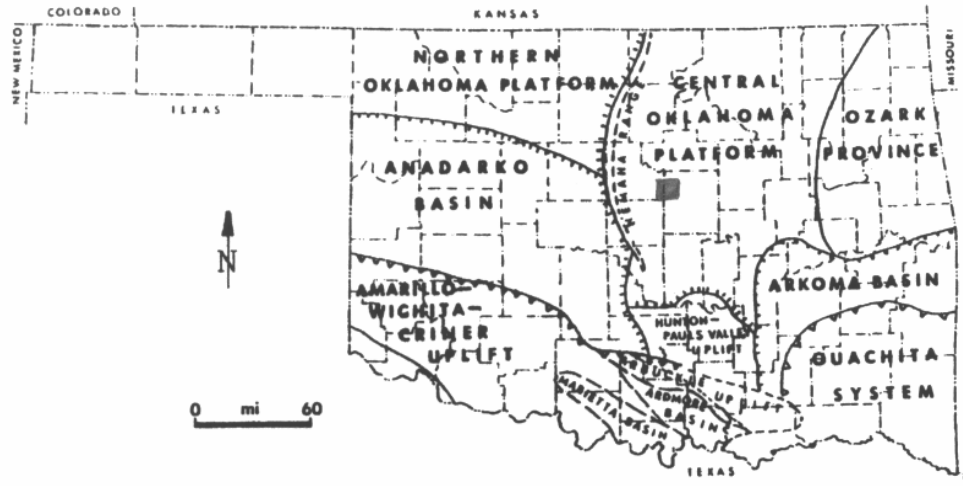 COLORADO
KANSAS
NEW MEXICO
MISSOURI
NORTHERN
OKLAHOMA PLATFORM
CENTRAL
OKLAHOMA
PLATFORM
OZARK
PROVINCE
TEXAS
NEMAHA RANGE
ANADARKO
BASIN
N
AMARILLO—
WICHITA—
CRINER
UPLIFT
ARKOMA BASIN
HUNTON—
PAULS VALLEY
UPLIFT
OUACHITA
SYSTEM
ARBUCKLE UPLIFT
ARDMORE
BASIN
MARIETTA BASIN
0 mi 60
TEXAS